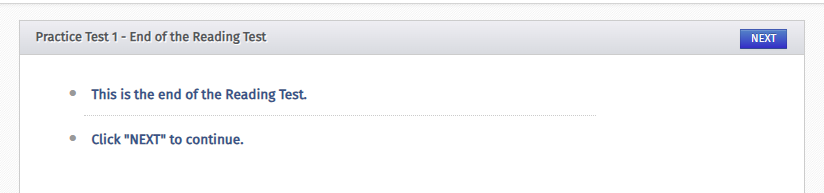 Practice Test 1 - End of the Reading Test
NEXT
This is the end of the Reading Test.
Click "NEXT" to continue.